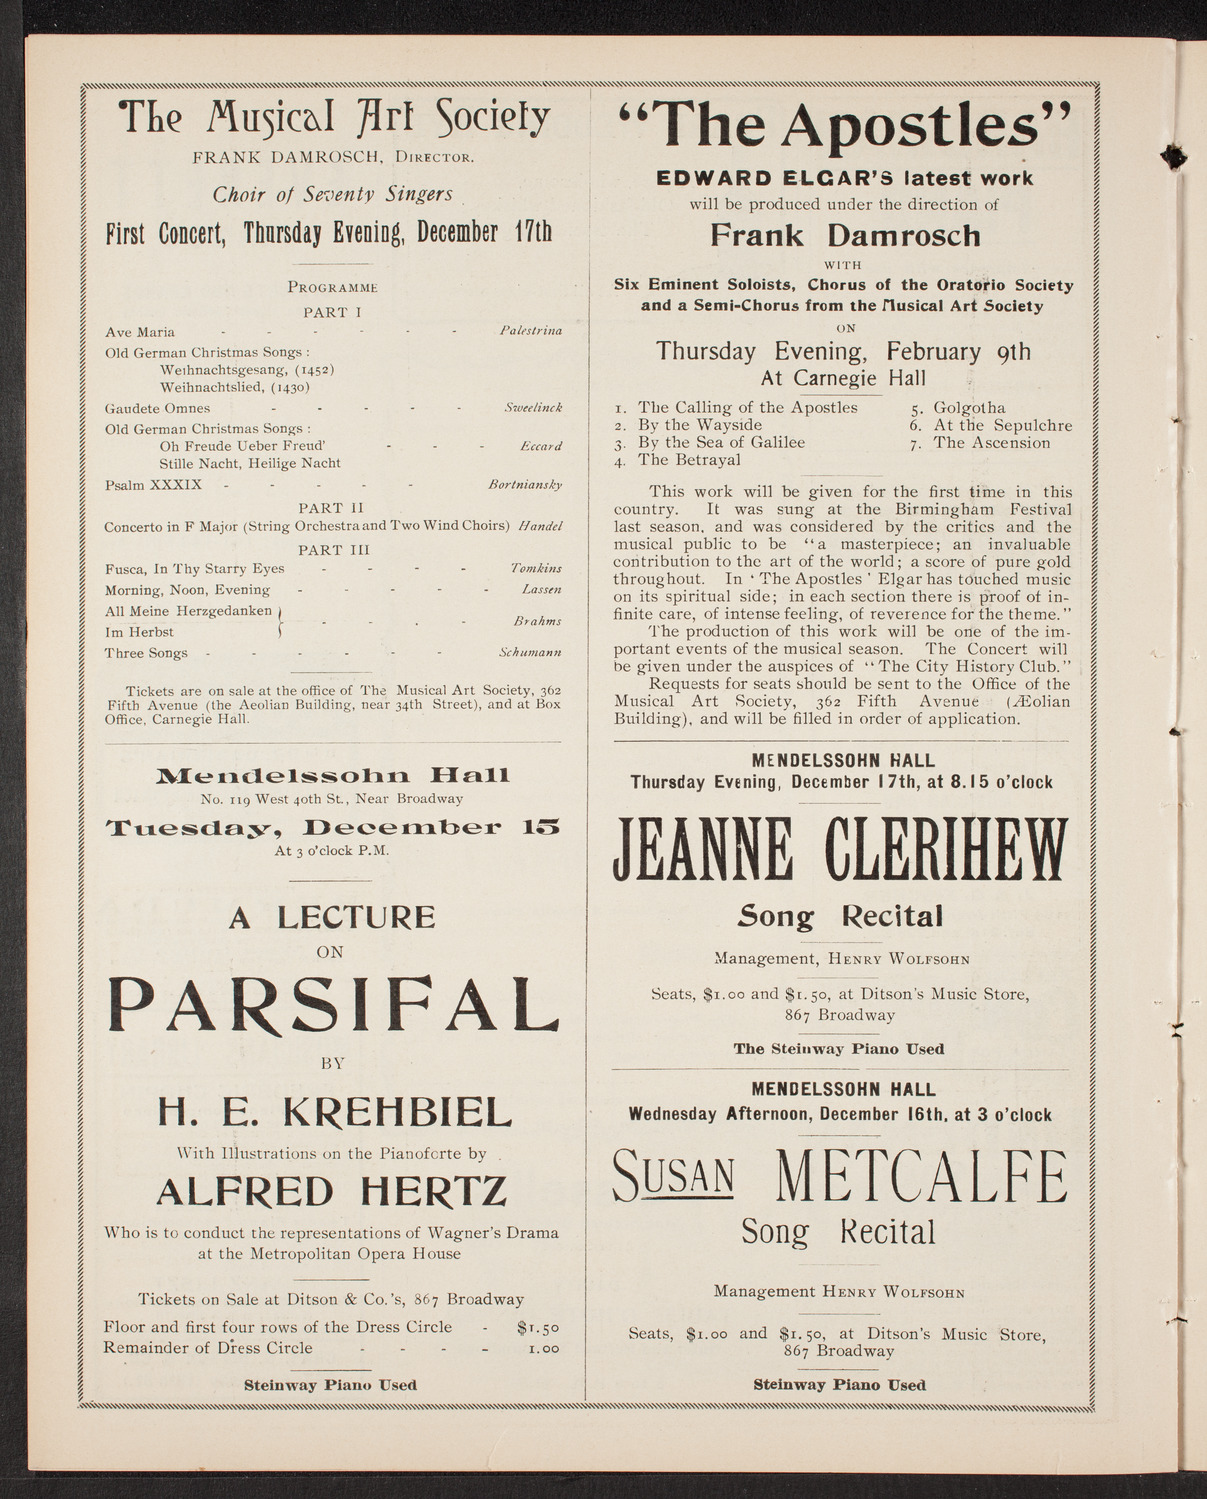 The Musical Art Society
FRANK DAMROSCH, DIRECTOR.
Choir of Seventy Singers
First Concert, Thursday Evening, December 17th
PROGRAMME
PART I
Ave Maria - - - - - - Palestrina
Old German Christmas Songs :
Weihnachtsgesang, (1452)
Weihnachtslied, (1430)
Gaudete Omnes - - - - - Sweelinck
Old German Christmas Songs :
Oh Freude Ueber Freud' - - - Eccard
Stille Nacht, Heilige Nacht
Psalm XXXIX - - - - - Bortniansky
PART II
Concerto in F Major (String Orchestra and Two Wind Choirs) Handel
PART III
Fusca, In Thy Starry Eyes - - - - Tomkins
Morning, Noon, Evening - - - - - Lassen
All Meine Herzgedanken }
Im Herbst - - . - Brahms
Three Songs - - - - - - Schumann
Tickets are on sale at the office of The Musical Art Society, 362
Fifth Avenue (the Aeolian Building, near 34th Street), and at Box
Office, Carnegie Hall.
Mendelssohn Hall
No. 119 West 40th St., Near Broadway
Tuesday, December 15
At 3 o'clock P.M.
A LECTURE
ON
PARSIFAL
BY
H. E. KREHBIEL
With Illustrations on the Pianoforte by
ALFRED HERTZ
Who is to conduct the representations of Wagner's Drama
at the Metropolitan Opera House
Tickets on Sale at Ditson & Co.'s, 867 Broadway
Floor and first four rows of the Dress Circle - $1.50
Remainder of Dress Circle - - - - 1.00
Steinway Piano Used
"The Apostles"
EDWARD ELGAR'S latest work
will be produced under the direction of
Frank Damrosch
WITH
Six Eminent Soloists, Chorus of the Oratorio Society
and a Semi-Chorus from the Musical Art Society
ON
Thursday Evening, February 9th
At Carnegie Hall
1. The Calling of the Apostles
2. By the Wayside
3. By the Sea of Galilee
4. The Betrayal
5. Golgotha
6. At the Sepulchre
7. The Ascension
This work will be given for the first time in this
country. It was sung at the Birmingham Festival
last season, and was considered by the critics and the
musical public to be "a masterpiece; an invaluable
contribution to the art of the world; a score of pure gold
throughout. In 'The Apostles' Elgar has touched music
on its spiritual side; in each section there is proof of in-
finite care, of intense feeling, of reverence for the theme."
The production of this work will be one of the im-
portant events of the musical season. The Concert will
be given under the auspices of "The City History Club."
Requests for seats should be sent to the Office of the
Musical Art Society, 362 Fifth Avenue (Æolian
Building), and will be filled in order of application.
MENDELSSOHN HALL
Thursday Evening, December 17th, at 8.15 o'clock
JEANNE CLERIHEW
Song Recital
Management, HENRY WOLFSOHN
Seats, $1.00 and $1.50, at Ditson's Music Store,
867 Broadway
The Steinway Piano Used
MENDELSSOHN HALL
Wednesday Afternoon, December 16th, at 3 o'clock
SUSAN METCALFE
Song Recital
Management HENRY WOLFSOHN
Seats, $1.00 and $1.50, at Ditson's Music Store,
867 Broadway
Steinway Piano Used